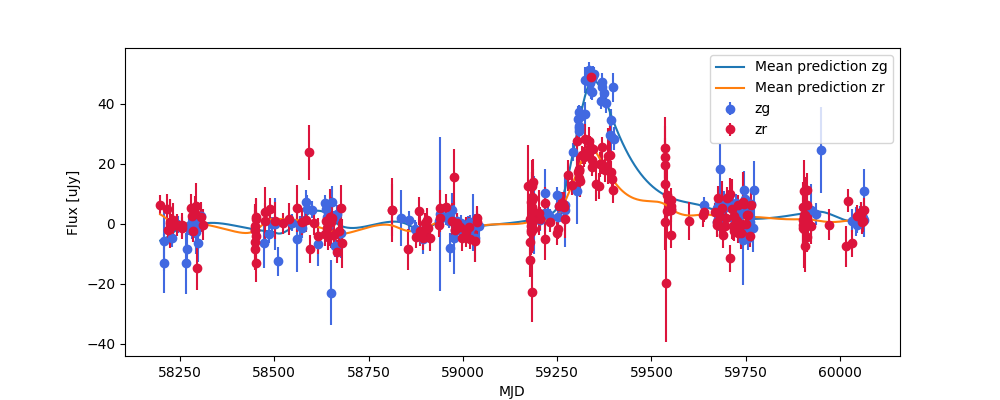 Mean prediction zg
Mean prediction zr
zg
zr
Flux [uJy]
40
20
0
−20
−40
58250
58500
58750
59000
59250
59500
59750
60000
MJD